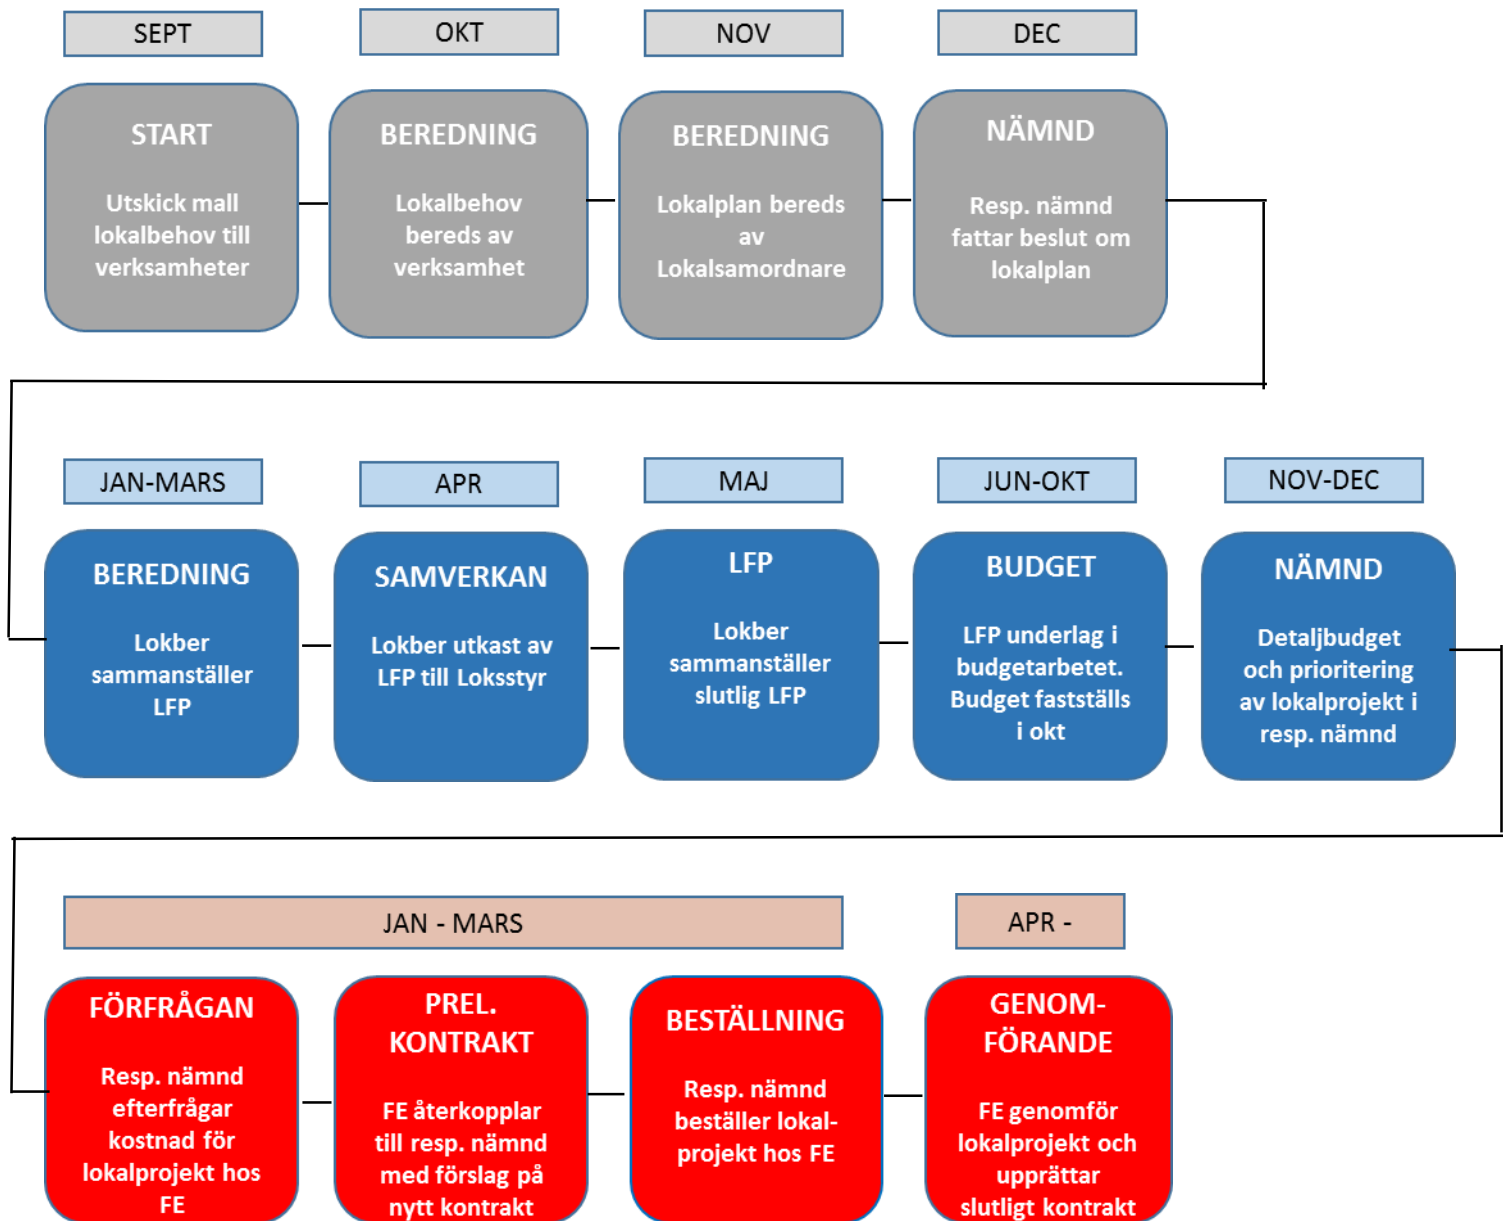 SEPT
OKT
NOV
DEC
START
Utskick mall
lokalbehov till
verksamheter
BEREDNING
Lokalbehov
bereds av
verksamhet
BEREDNING
Lokalplan bereds
av
Lokalsamordnare
NÄMND
Resp. nämnd
fattar beslut om
lokalplan
JAN-MARS
APR
MAJ
JUN-OKT
NOV-DEC
BEREDNING
Lokber
sammanställer
LFP
SAMVERKAN
Lokber utkast av
LFP till Loksstyr
LFP
Lokber
sammanställer
slutlig LFP
BUDGET
LFP underlag i
budgetarbetet.
Budget fastställs
i okt
NÄMND
Detaljbudget
och prioritering
av lokalprojekt i
resp. nämnd
JAN - MARS
APR -
FÖRFRÅGAN
Resp. nämnd
efterfrågar
kostnad för
lokalprojekt hos
FE
PREL.
KONTRAKT
FE återkopplar
till resp. nämnd
med förslag på
nytt kontrakt
BESTÄLLNING
Resp. nämnd
beställer lokal-
projekt hos FE
GENOM-
FÖRANDE
FE genomför
lokalprojekt och
upprättar
slutligt kontrakt